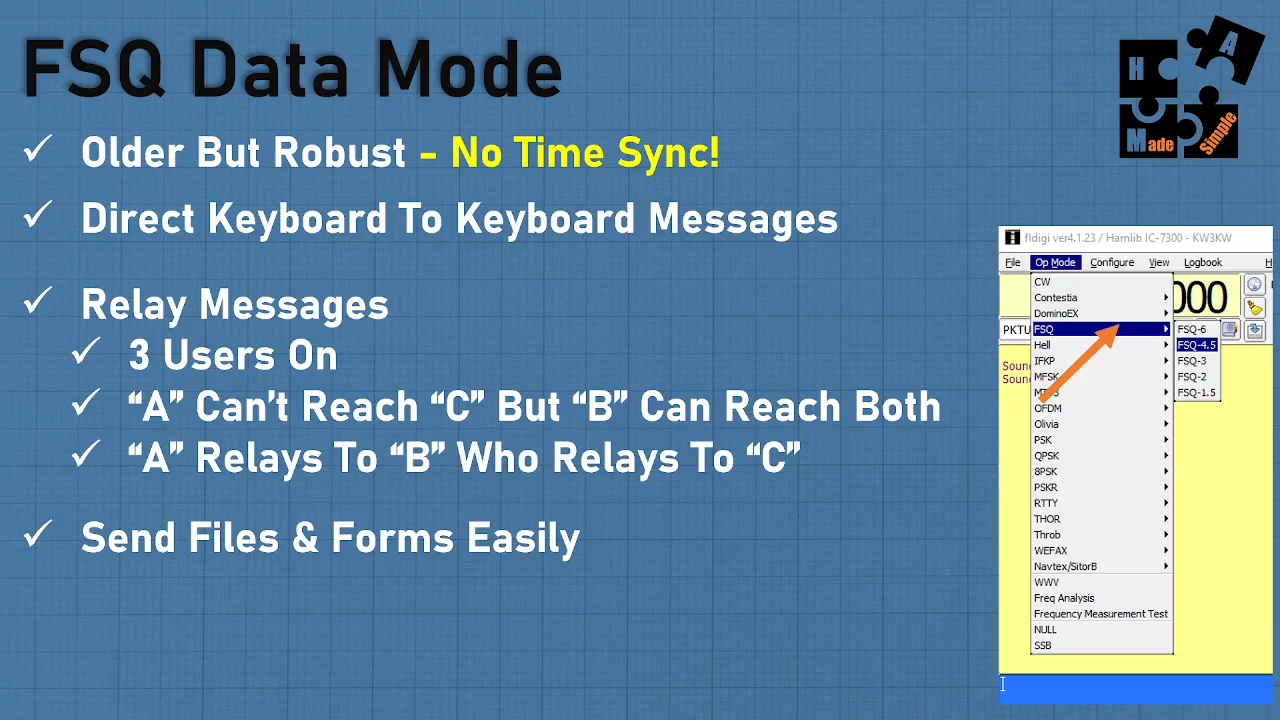 FSQ Data Mode
H A Made Simple
Older But Robust - No Time Sync!
Direct Keyboard To Keyboard Messages
Relay Messages
3 Users On
“A” Can’t Reach “C” But “B” Can Reach Both
“A” Relays To “B” Who Relays To “C”
Send Files & Forms Easily
fldigi ver4.1.23 / Hamlib IC-7300 - KW3KW
File Op Mode Configure View Logbook H
CW
Contestia
DominoEX
000
FSQ
PKTU
Hell
IFKP
Soun
Soun
MFSK
OFDM
Olivia
PSK
QPSK
8PSK
PSKR
RTTY
THOR
Throb
WEFAX
Navtex/SitorB
WWV
Freq Analysis
Frequency Measurement Test
NULL
SSB
FSQ-6
FSQ-4.5
FSQ-3
FSQ-2
FSQ-1.5